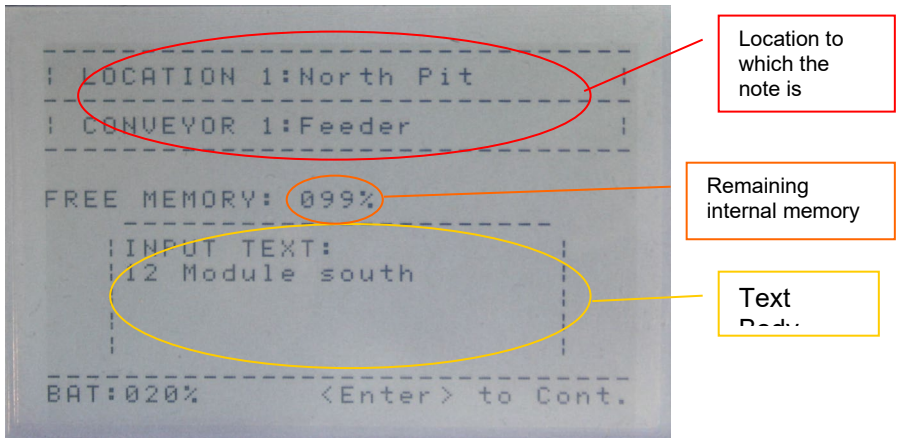 LOCATION 1:North Pit
CONVEYOR 1:Feeder
FREE MEMORY: 099%
INPUT TEXT:
12 Module south
BAT:020% <Enter> to Cont.
Location to
which the
note is
Remaining
internal memory
Text
Body